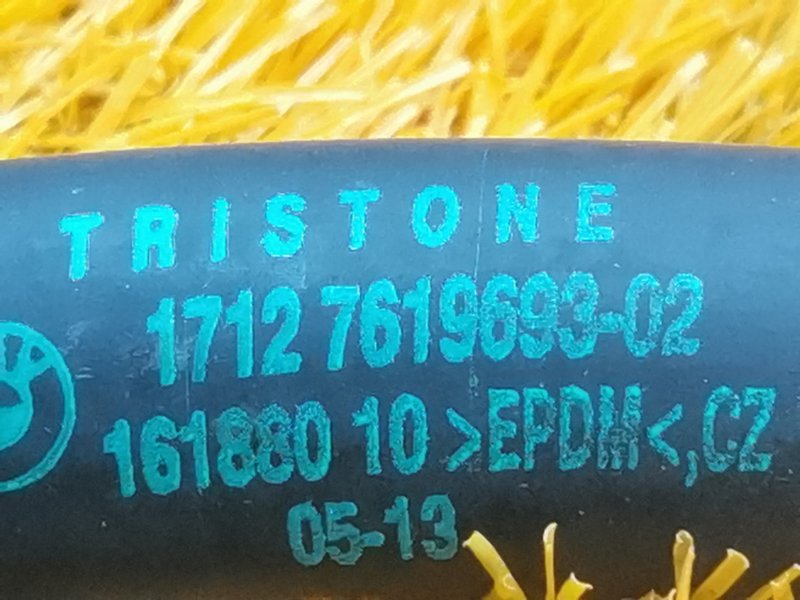 TRISTONE
1712 7619693-02
161880 10 >EPDM<,CZ
05-13